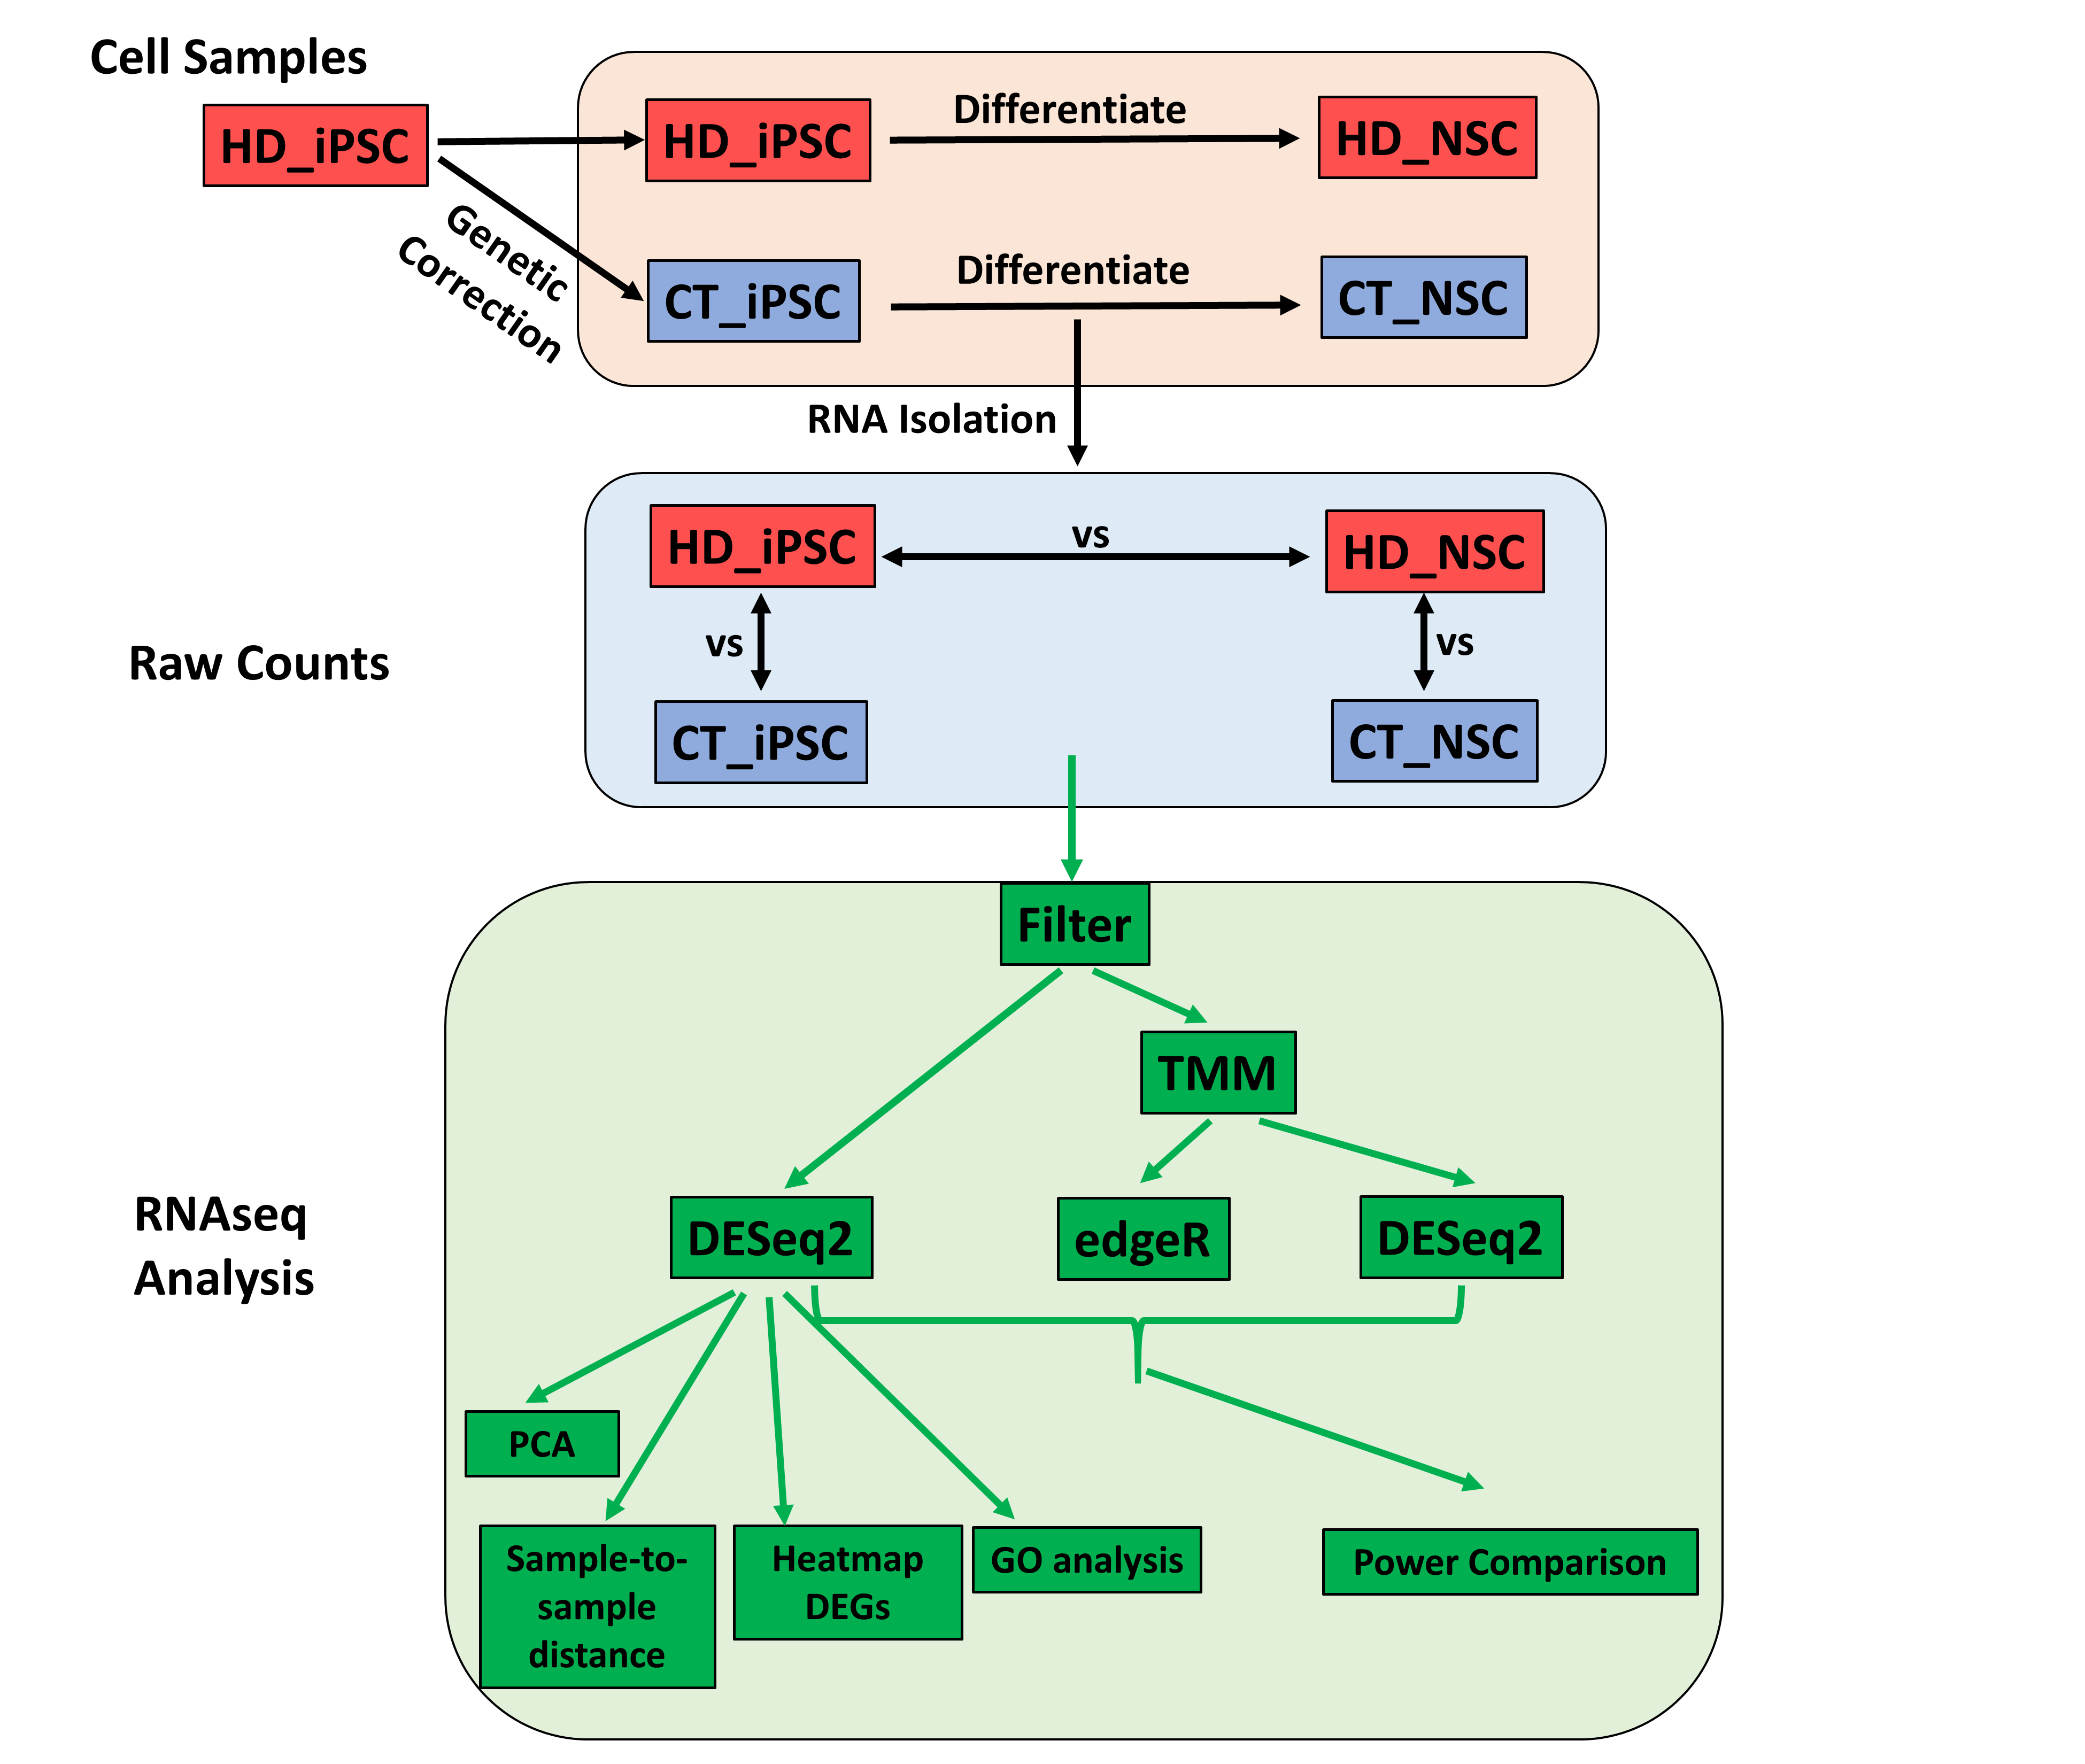 Cell Samples
HD_iPSC
HD_iPSC
Differentiate
HD_NSC
Genetic
Correction
CT_iPSC
Differentiate
CT_NSC
RNA Isolation
Raw Counts
HD_iPSC
vs
HD_NSC
vs
vs
CT_iPSC
CT_NSC
RNAseq
Analysis
Filter
TMM
DESeq2
edgeR
DESeq2
PCA
Sample-to-
sample
distance
Heatmap
DEGs
GO analysis
Power Comparison